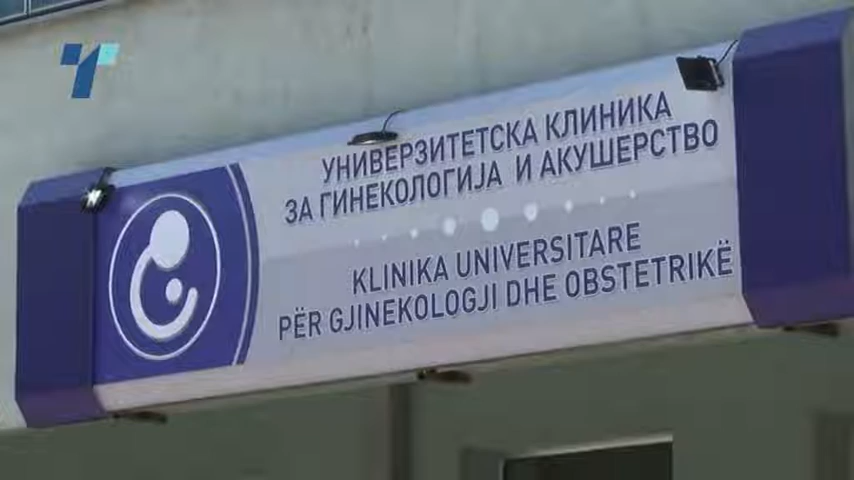 УНИВЕРЗИТЕТСКА КЛИНИКА
ЗА ГИНЕКОЛОГИЈА И АКУШЕРСТВО
KLINIKA UNIVERSITARE
PËR GJINEKOLOGJI DHE OBSTETRIKË